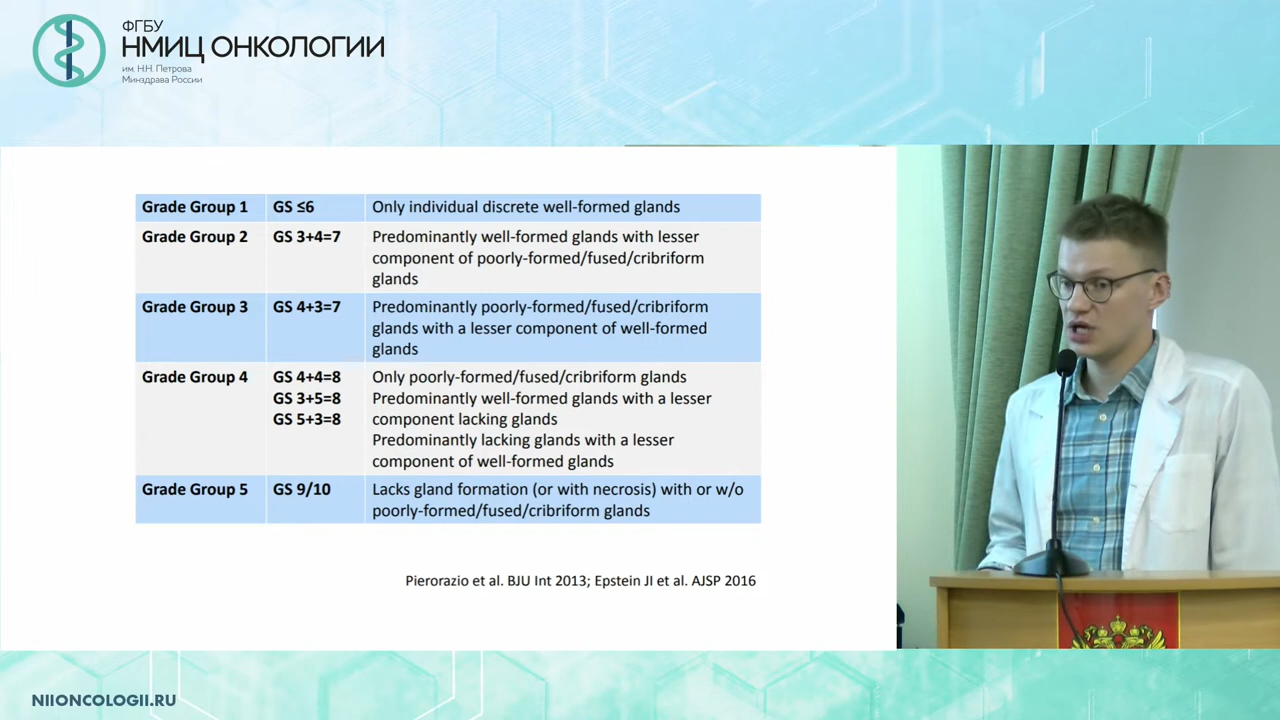 ФГБУ
НМИЦ ОНКОЛОГИИ
им. Н.Н. Петрова
Минздрава России
Grade Group 1 GS ≤6 Only individual discrete well-formed glands
Grade Group 2 GS 3+4=7 Predominantly well-formed glands with lesser
component of poorly-formed/fused/cribriform
glands
Grade Group 3 GS 4+3=7 Predominantly poorly-formed/fused/cribriform
glands with a lesser component of well-formed
glands
Grade Group 4 GS 4+4=8 Only poorly-formed/fused/cribriform glands
GS 3+5=8 Predominantly well-formed glands with a lesser
GS 5+3=8 component lacking glands
Predominantly lacking glands with a lesser
component of well-formed glands
Grade Group 5 GS 9/10 Lacks gland formation (or with necrosis) with or w/o
poorly-formed/fused/cribriform glands
Pierorazio et al. BJU Int 2013; Epstein JI et al. AJSP 2016
NIIONCOLOGII.RU